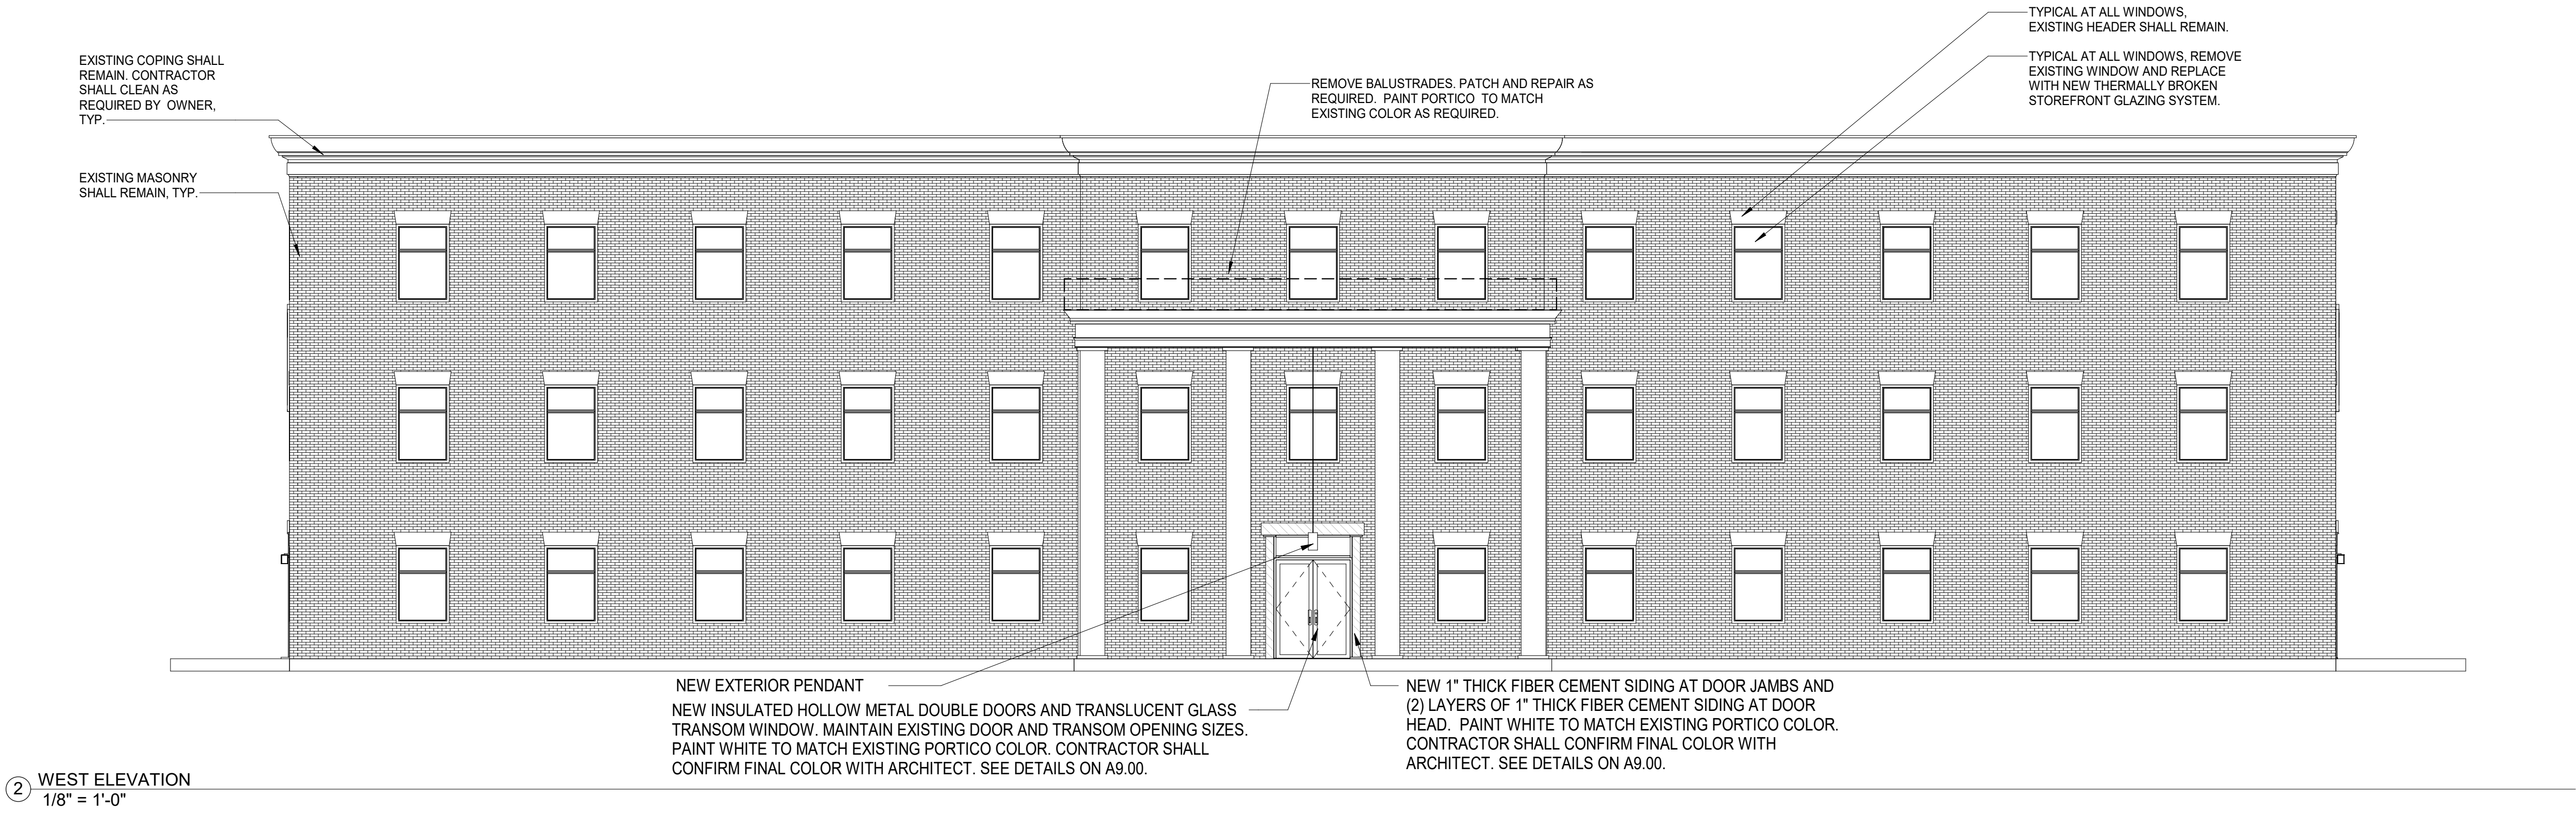 TYPICAL AT ALL WINDOWS,
EXISTING HEADER SHALL REMAIN.
TYPICAL AT ALL WINDOWS, REMOVE
EXISTING WINDOW AND REPLACE
WITH NEW THERMALLY BROKEN
STOREFRONT GLAZING SYSTEM.
EXISTING COPING SHALL
REMAIN. CONTRACTOR
SHALL CLEAN AS
REQUIRED BY OWNER,
TYP.
REMOVE BALUSTRADES. PATCH AND REPAIR AS
REQUIRED. PAINT PORTICO TO MATCH
EXISTING COLOR AS REQUIRED.
EXISTING MASONRY
SHALL REMAIN, TYP.
NEW EXTERIOR PENDANT
NEW INSULATED HOLLOW METAL DOUBLE DOORS AND TRANSLUCENT GLASS
TRANSOM WINDOW. MAINTAIN EXISTING DOOR AND TRANSOM OPENING SIZES.
PAINT WHITE TO MATCH EXISTING PORTICO COLOR. CONTRACTOR SHALL
CONFIRM FINAL COLOR WITH ARCHITECT. SEE DETAILS ON A9.00.
NEW 1" THICK FIBER CEMENT SIDING AT DOOR JAMBS AND
(2) LAYERS OF 1" THICK FIBER CEMENT SIDING AT DOOR
HEAD. PAINT WHITE TO MATCH EXISTING PORTICO COLOR.
CONTRACTOR SHALL CONFIRM FINAL COLOR WITH
ARCHITECT. SEE DETAILS ON A9.00.
2 WEST ELEVATION
1/8" = 1'-0"